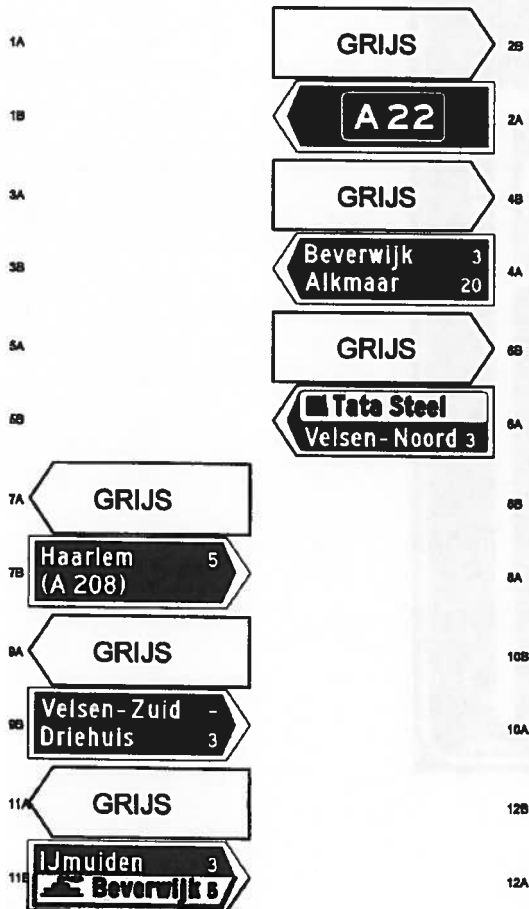 1A GRIJS 2B
1B A 22 2A
3A GRIJS 4B
3B Beverwijk 3 4A
Alkmaar 20
5A GRIJS 6B
5B Tata Steel 6A
Velsen-Noord 3
7A GRIJS 8B
7B Haarlem 5 8A
(A 208)
9A GRIJS 10B
9B Velsen-Zuid - 10A
Driehuis 3
11A GRIJS 12B
11B IJmuiden 3 12A
Beverwijk 5